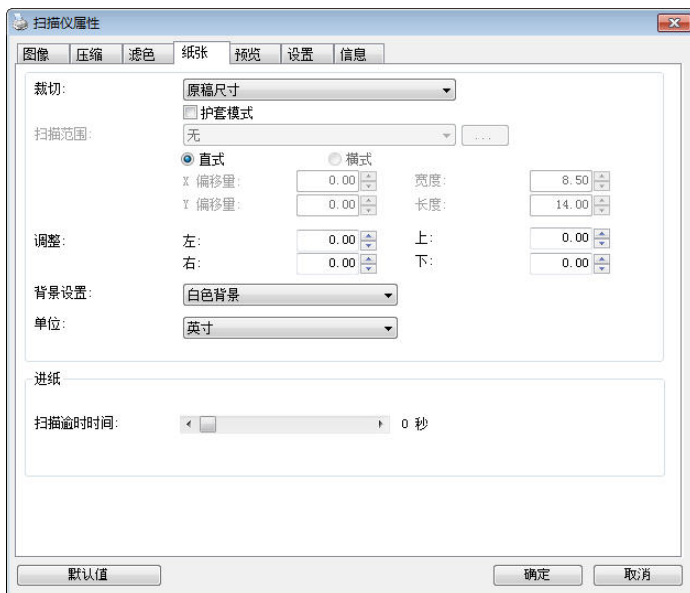 扫描仪属性
图像 压缩 滤色 纸张 预览 设置 信息
裁切: 原稿尺寸
护套模式
扫描范围: 无 ...
直式 横式
X 偏移量: 0.00 宽度: 8.50
Y 偏移量: 0.00 长度: 14.00
调整: 左: 0.00 上: 0.00
右: 0.00 下: 0.00
背景设置: 白色背景
单位: 英寸
进纸
扫描逾时时间: 0 秒
默认值 确定 取消